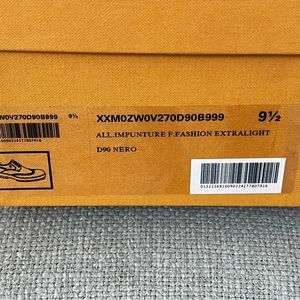 W0V270D90B999 9½
XXM0ZW0V270D90B999 9½
ALL.IMPUNTURE F.FASHION EXTRALIGHT
D90 NERO